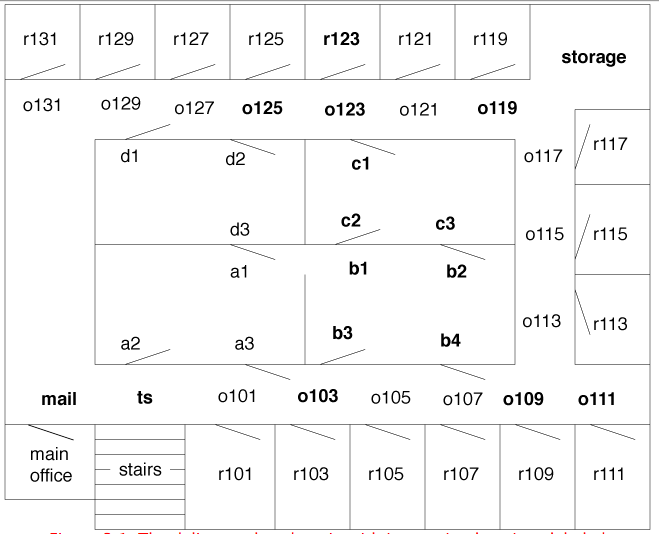 r131 r129 r127 r125 r123 r121 r119
storage
o131 o129 o127 o125 o123 o121 o119
d1 d2 c1 o117 r117
d3 c2 c3 o115 r115
a1 b1 b2
a2 a3 b3 b4 o113 r113
mail ts o101 o103 o105 o107 o109 o111
main
office
stairs r101 r103 r105 r107 r109 r111